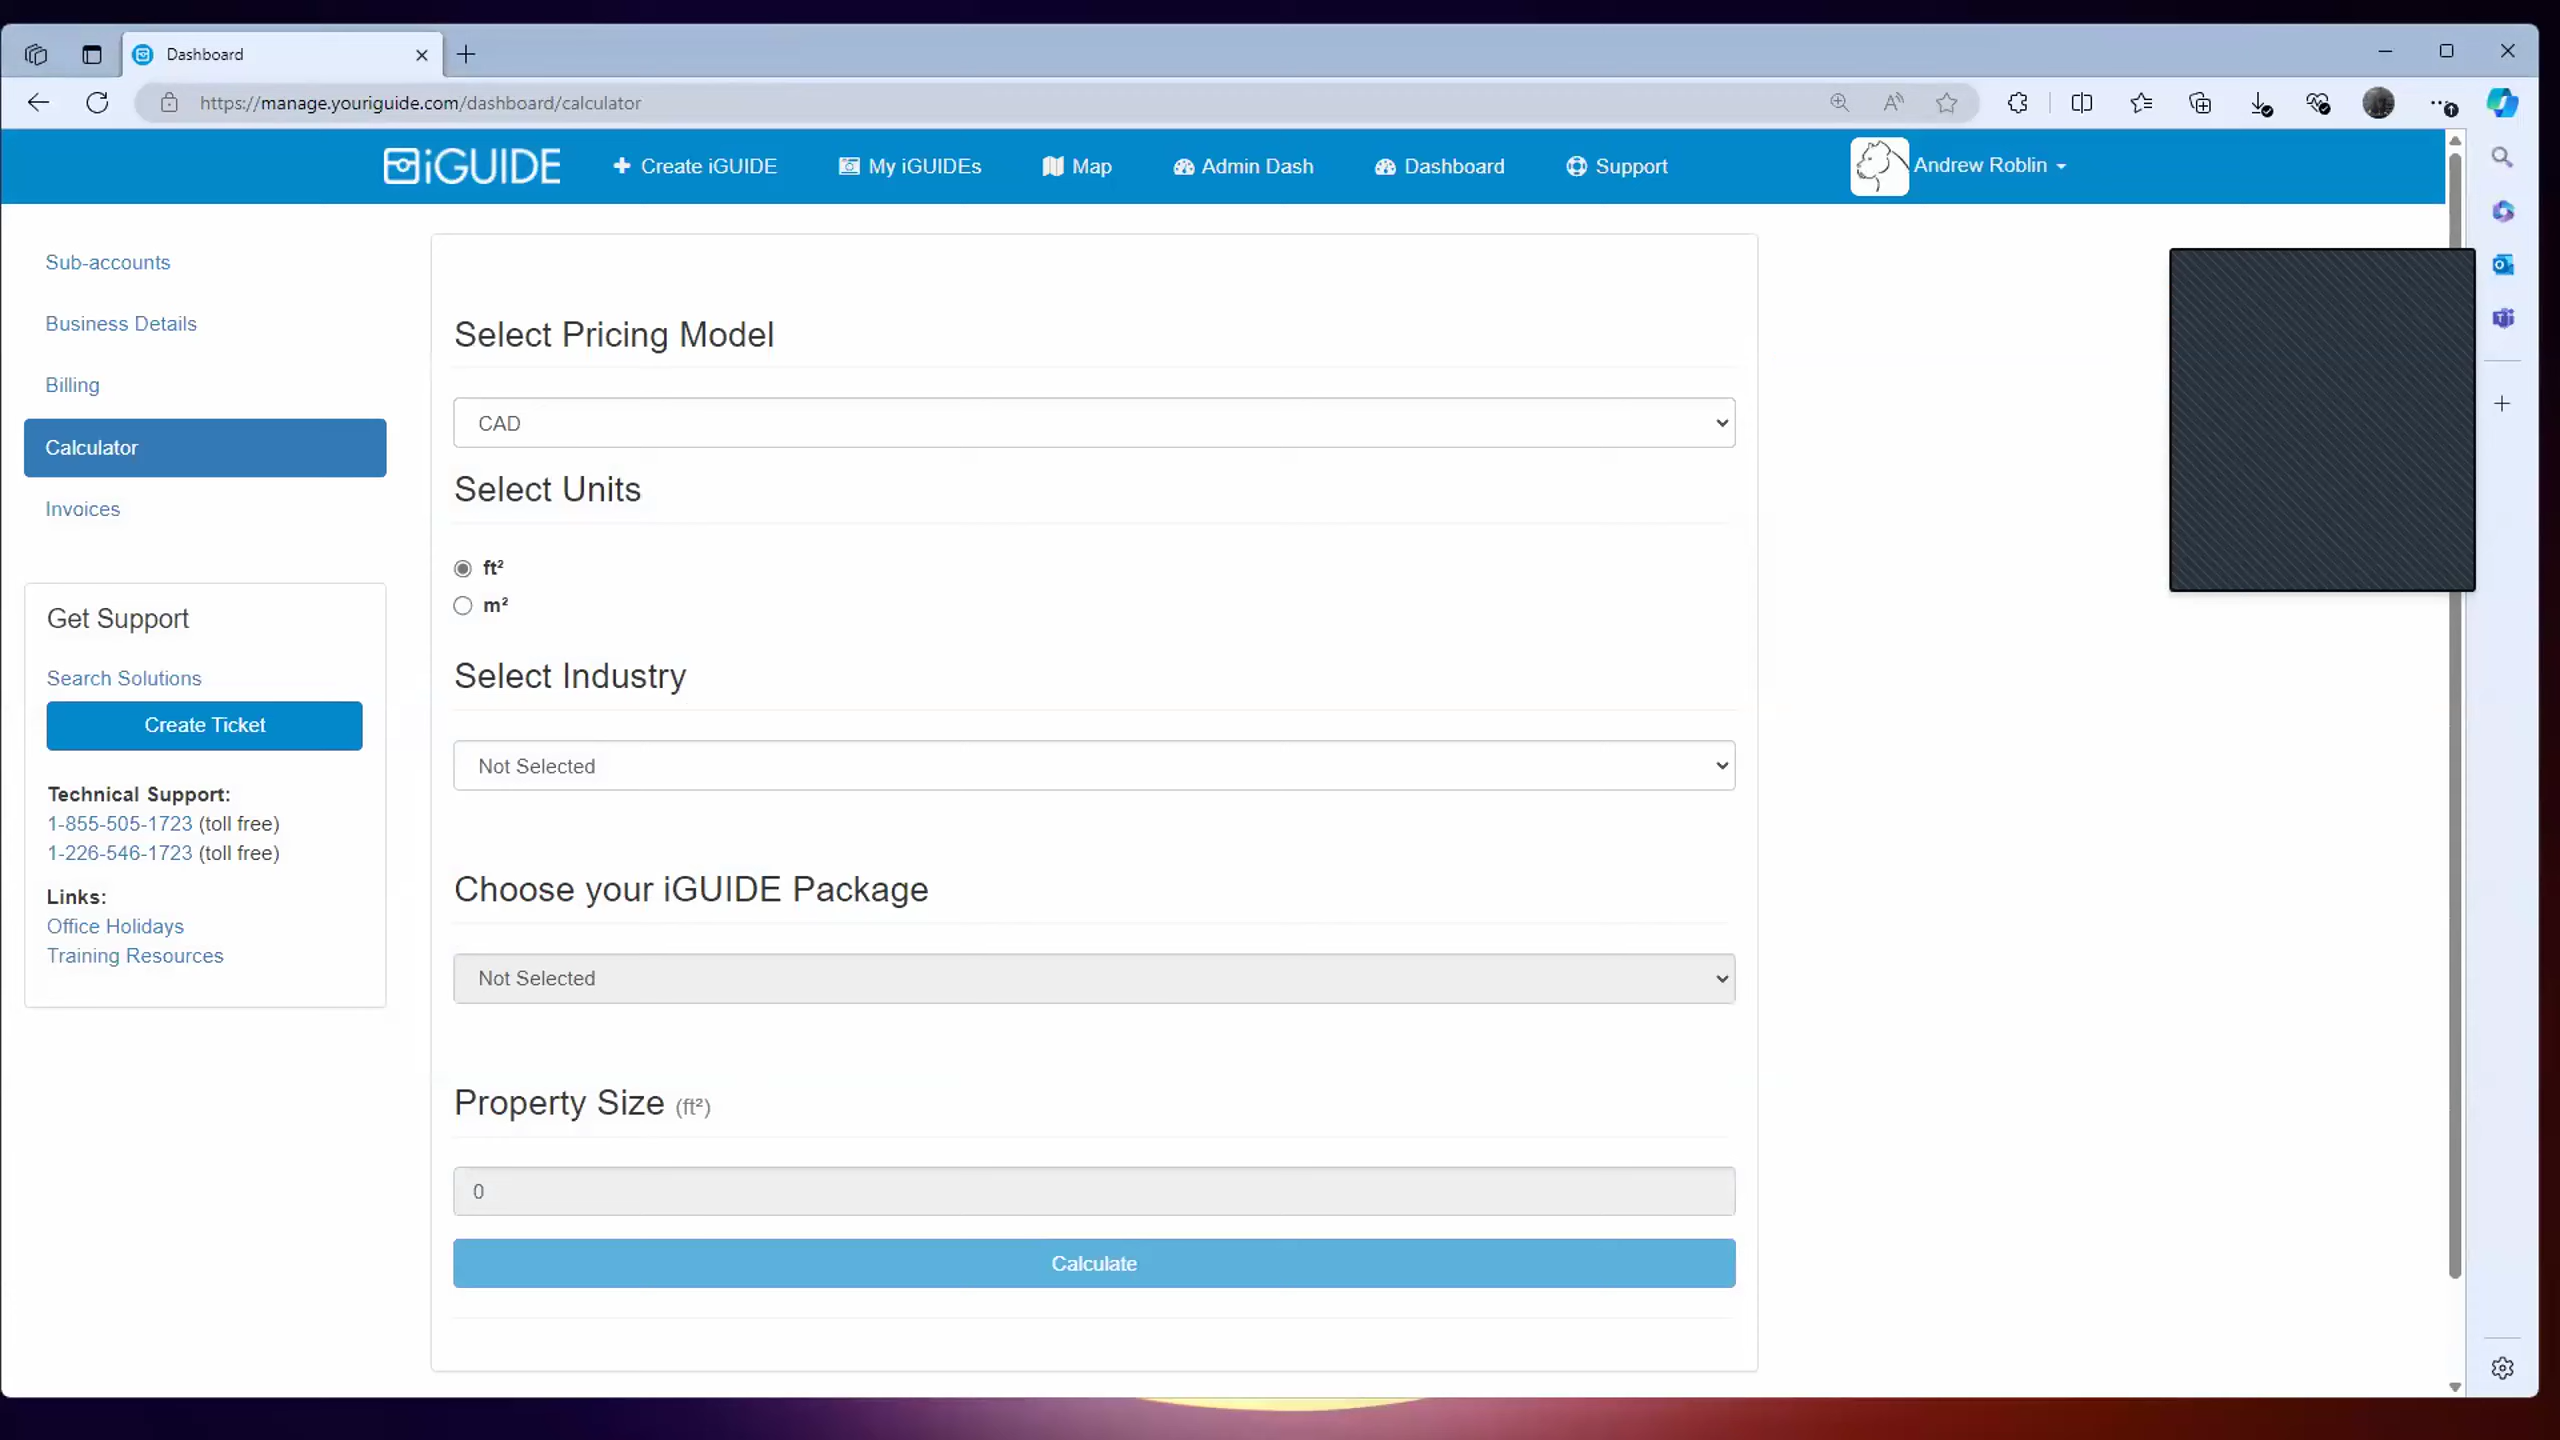 Dashboard
https://manage.youriguide.com/dashboard/calculator
iGUIDE
Create iGUIDE
My iGUIDEs
Map
Admin Dash
Dashboard
Support
Andrew Roblin
Sub-accounts
Business Details
Billing
Calculator
Invoices
Get Support
Search Solutions
Create Ticket
Technical Support:
1-855-505-1723 (toll free)
1-226-546-1723 (toll free)
Links:
Office Holidays
Training Resources
Select Pricing Model
CAD
Select Units
ft²
m²
Select Industry
Not Selected
Choose your iGUIDE Package
Not Selected
Property Size (ft²)
0
Calculate